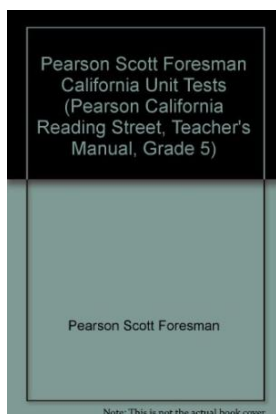 Pearson Scott Foresman
California Unit Tests
(Pearson California
Reading Street, Teacher's
Manual, Grade 5)
Pearson Scott Foresman
Note: This is not the actual book cover